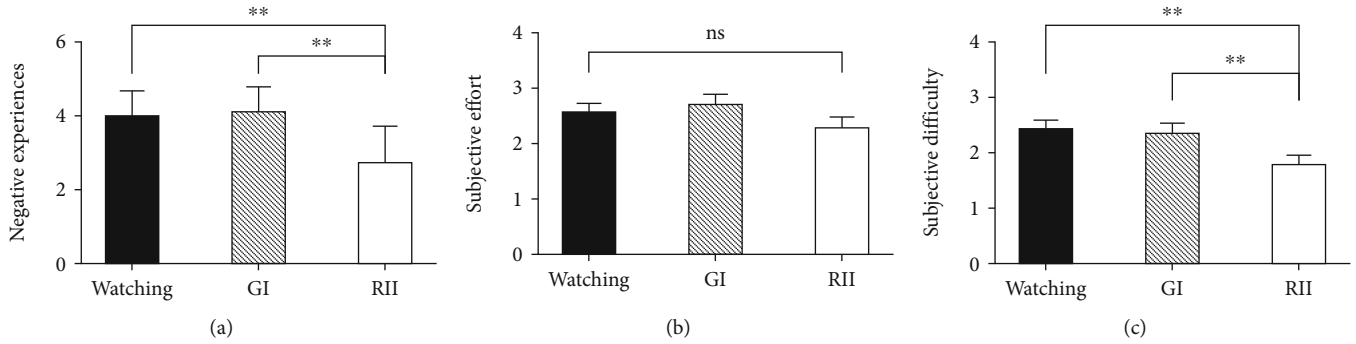 **
**
Negative experiences
6
4
2
0
Watching GI RII
(a)
ns
Subjective effort
4
3
2
1
0
Watching GI RII
(b)
**
**
Subjective difficulty
4
3
2
1
0
Watching GI RII
(c)